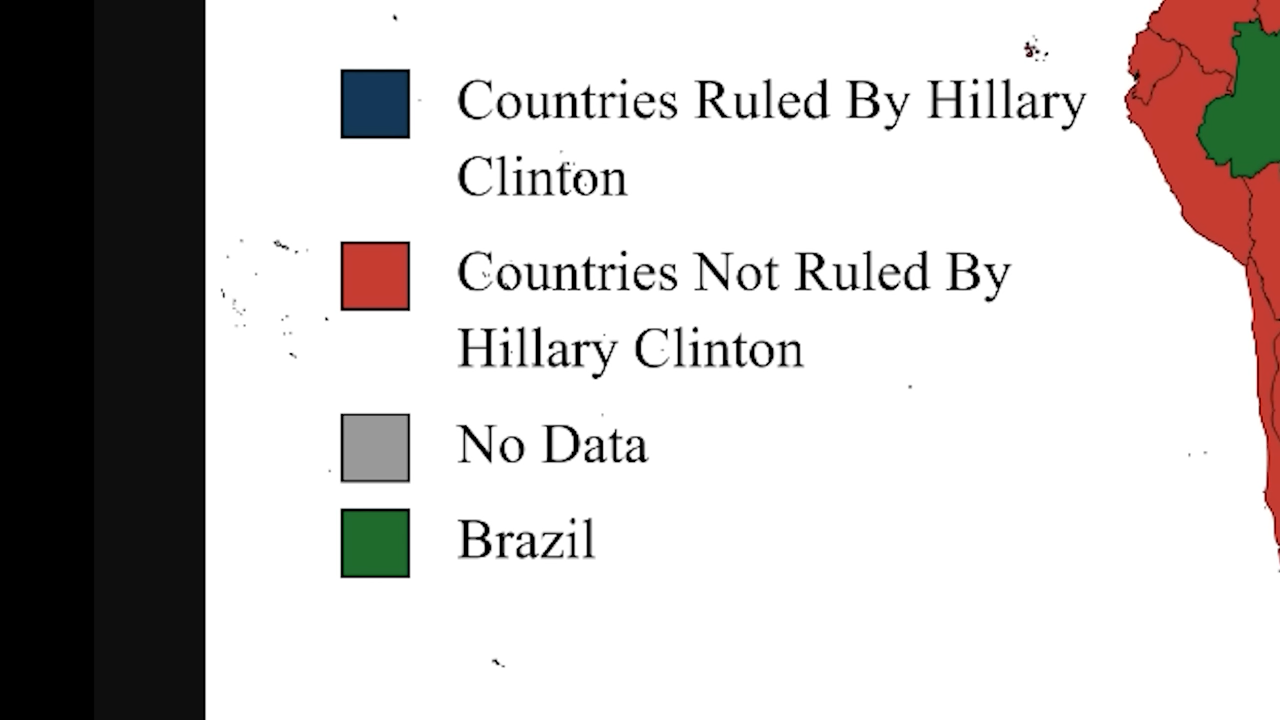 Countries Ruled By Hillary
Clinton
Countries Not Ruled By
Hillary Clinton
No Data
Brazil